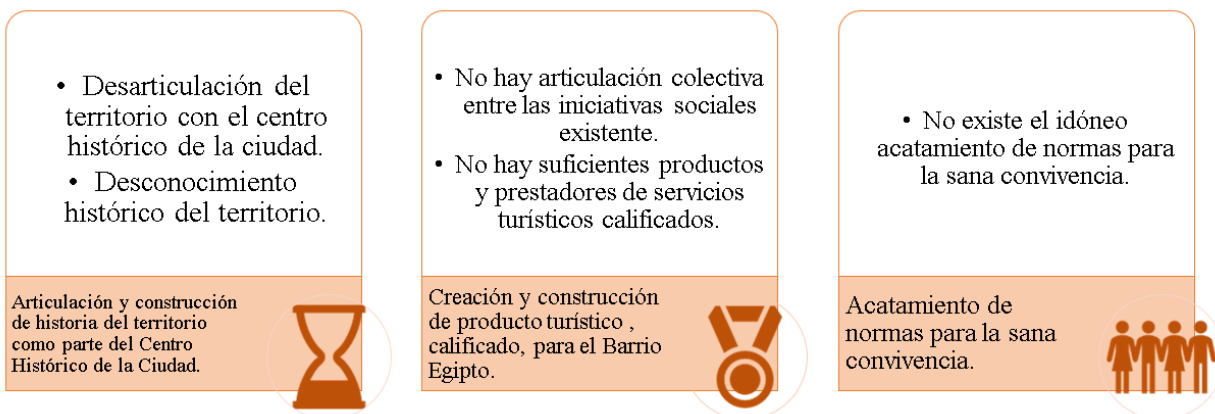 • Desarticulación del
territorio con el centro
histórico de la ciudad.
• Desconocimiento
histórico del territorio.
Articulación y construcción
de historia del territorio
como parte del Centro
Histórico de la Ciudad.
• No hay articulación colectiva
entre las iniciativas sociales
existente.
• No hay suficientes productos
y prestadores de servicios
turísticos calificados.
Creación y construcción
de producto turístico ,
calificado, para el Barrio
Egipto.
• No existe el idóneo
acatamiento de normas para
la sana convivencia.
Acatamiento de
normas para la sana
convivencia.